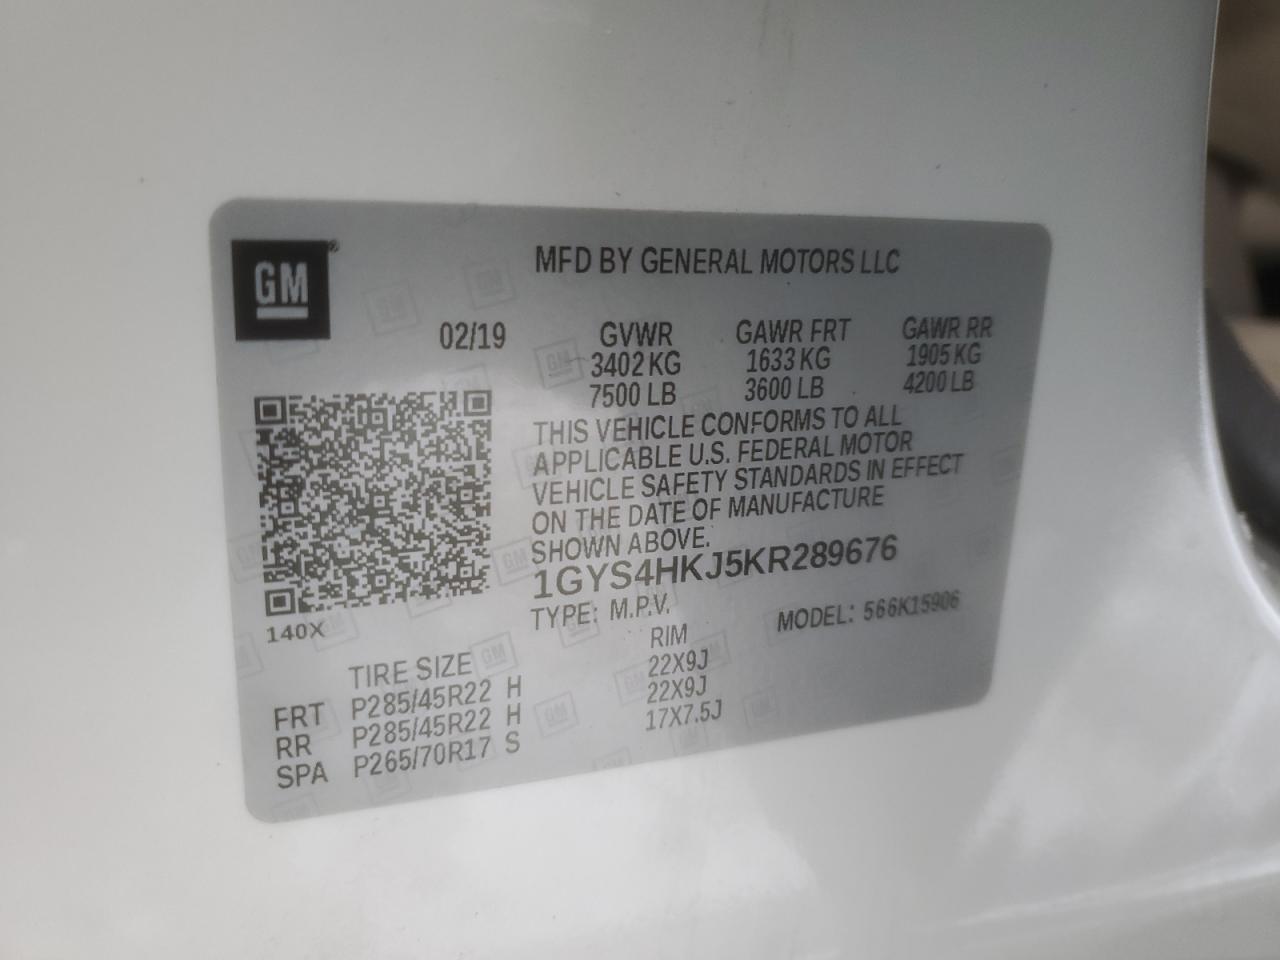 GM®
MFD BY GENERAL MOTORS LLC
02/19 GVWR GAWR FRT GAWR RR
3402 KG 1633 KG 1905 KG
7500 LB 3600 LB 4200 LB
THIS VEHICLE CONFORMS TO ALL
APPLICABLE U.S. FEDERAL MOTOR
VEHICLE SAFETY STANDARDS IN EFFECT
ON THE DATE OF MANUFACTURE
SHOWN ABOVE.
1GYS4HKJ5KR289676
TYPE: M.P.V. MODEL: 566K15906
140X
TIRE SIZE RIM
FRT P285/45R22 H 22X9J
RR P285/45R22 H 22X9J
SPA P265/70R17 S 17X7.5J